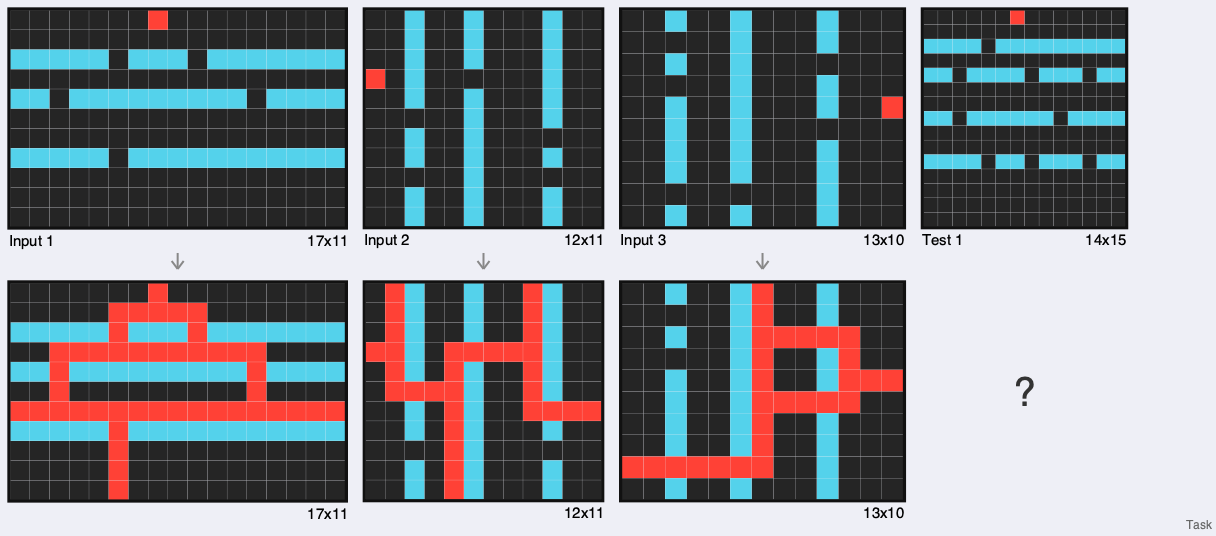 Input 1 17x11
Input 2 12x11
Input 3 13x10
Test 1 14x15
?
17x11
12x11
13x10
Task